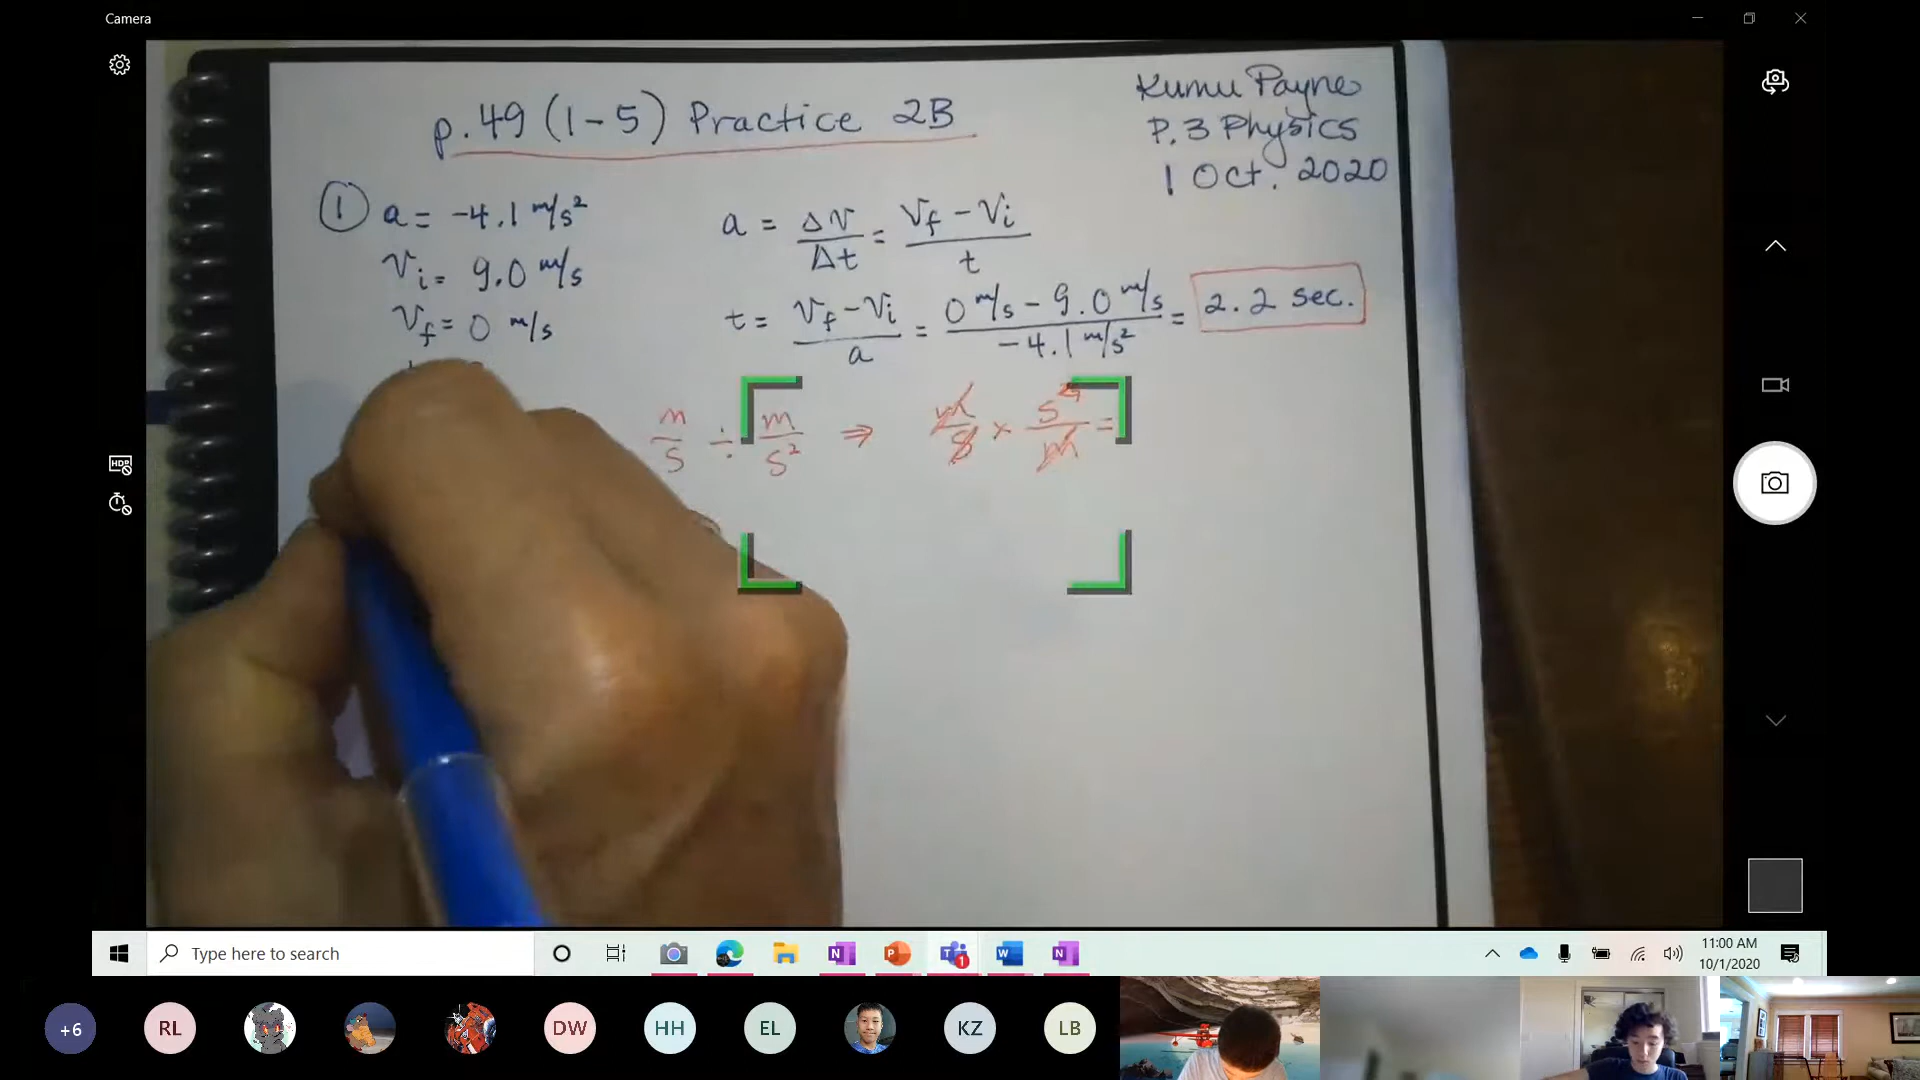 Camera
p. 49 (1-5) Practice 2B
Kumu Payne
P. 3 Physics
1 Oct. 2020
① a = -4.1 m/s²
Vi = 9.0 m/s
Vf = 0 m/s
a = Δv/Δt = (Vf - Vi)/t
t = (Vf - Vi)/a = (0 m/s - 9.0 m/s)/(-4.1 m/s²) = 2.2 sec.
m/s ÷ m/s² ⇒ m/s × s²/m =
Type here to search
11:00 AM
10/1/2020
+6
RL
DW
HH
EL
KZ
LB